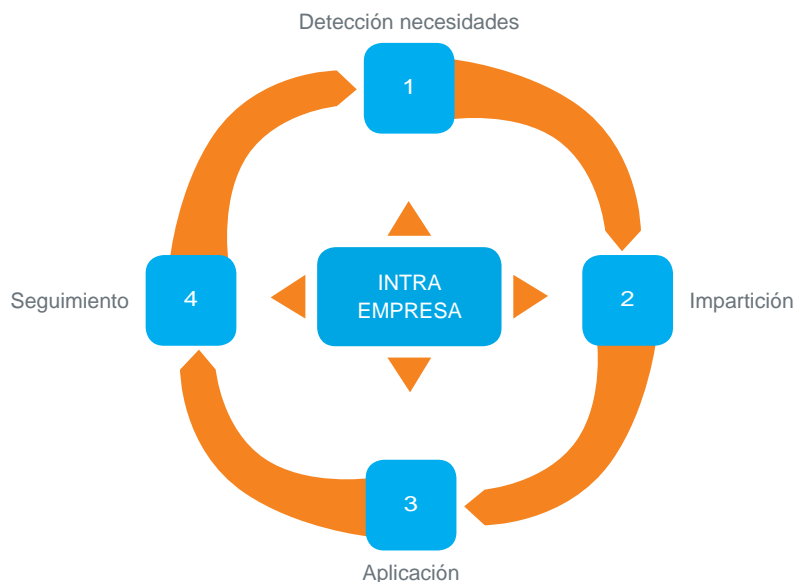 Detección necesidades
1
INTRA
EMPRESA
Seguimiento
4
2
Impartición
3
Aplicación